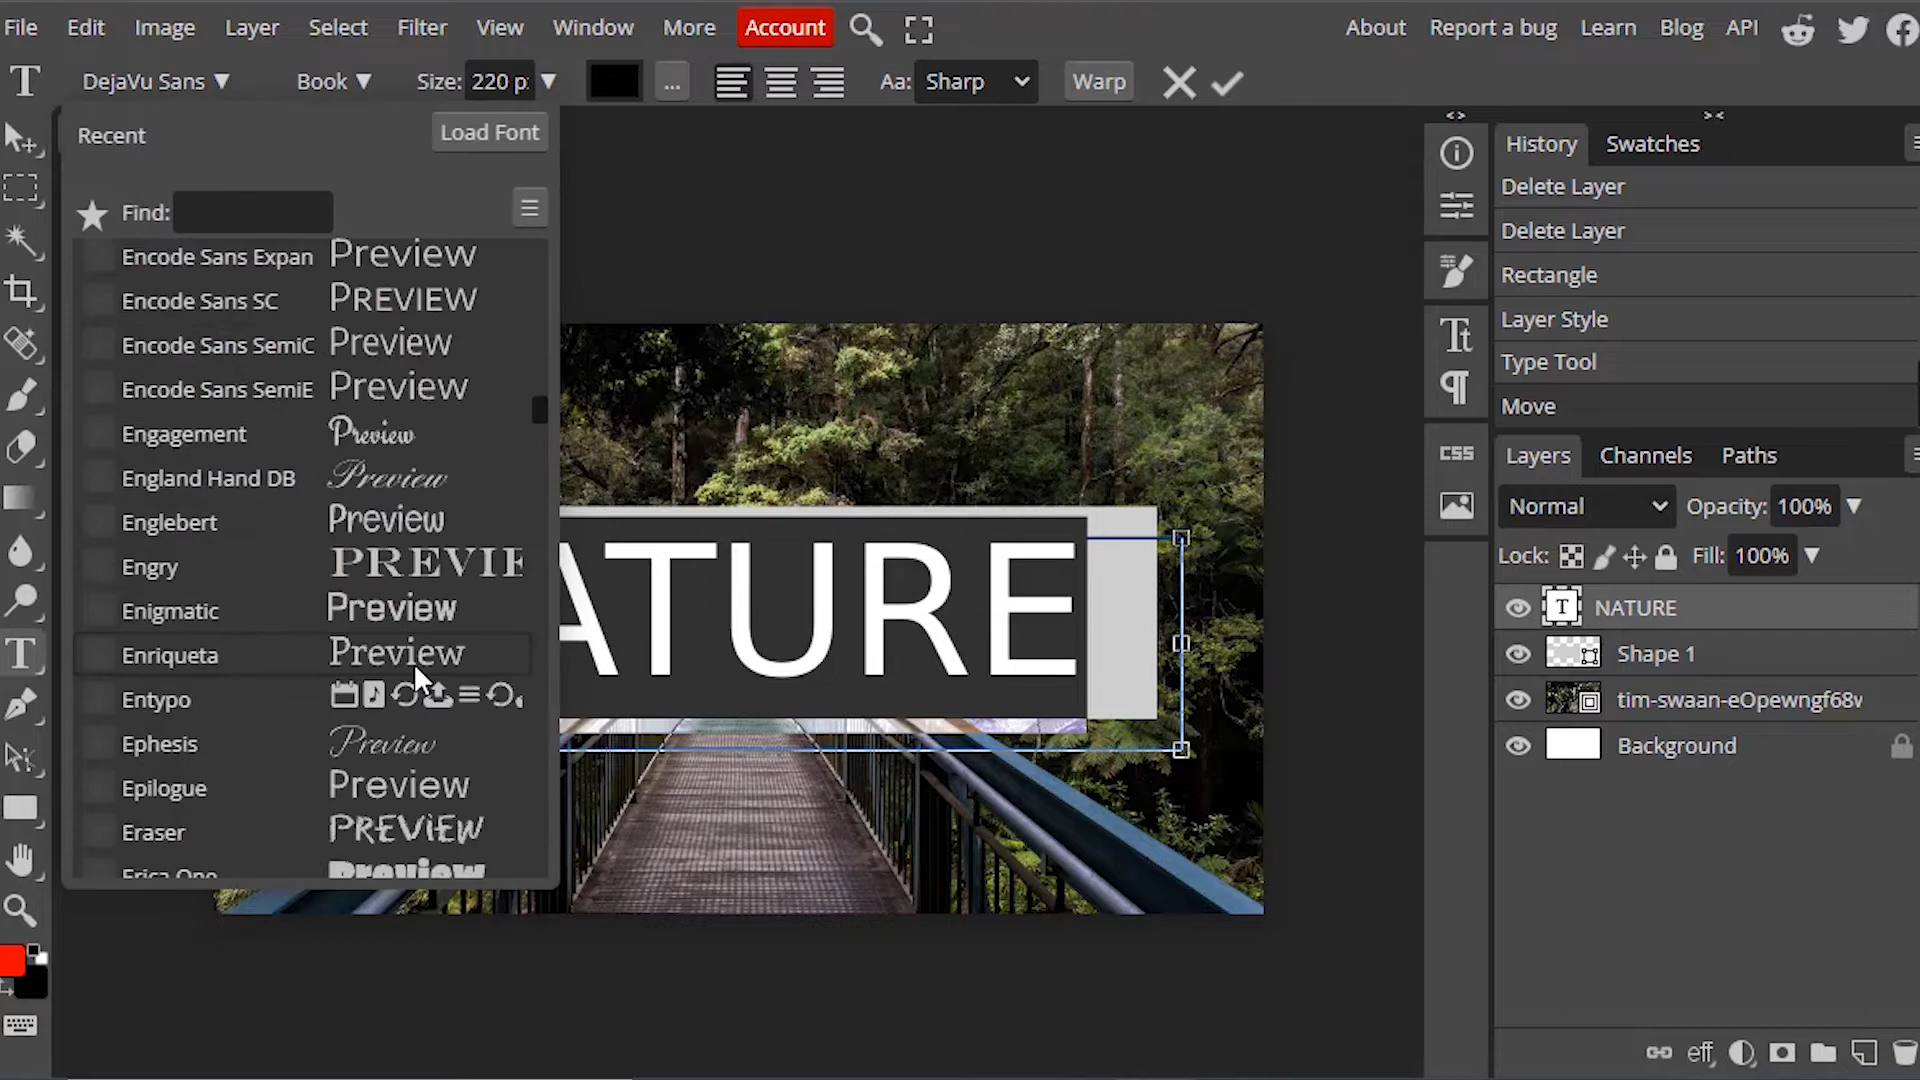 File Edit Image Layer Select Filter View Window More Account About Report a bug Learn Blog API
T DejaVu Sans Book Size: 220 p: ... Aa: Sharp Warp
Recent Load Font
Find:
Encode Sans Expan Preview
Encode Sans SC PREVIEW
Encode Sans SemiC Preview
Encode Sans SemiE Preview
Engagement Preview
England Hand DB Preview
Englebert Preview
Engry PREVIE
Enigmatic Preview
Enriqueta Preview
Entypo
Ephesis Preview
Epilogue Preview
Eraser PREVIEW
Erica One Preview
ATURE
History Swatches
Delete Layer
Delete Layer
Rectangle
Layer Style
Type Tool
Move
CSS
Layers Channels Paths
Normal Opacity: 100%
Lock: Fill: 100%
T NATURE
Shape 1
tim-swaan-eOpewngf68v
Background
eff